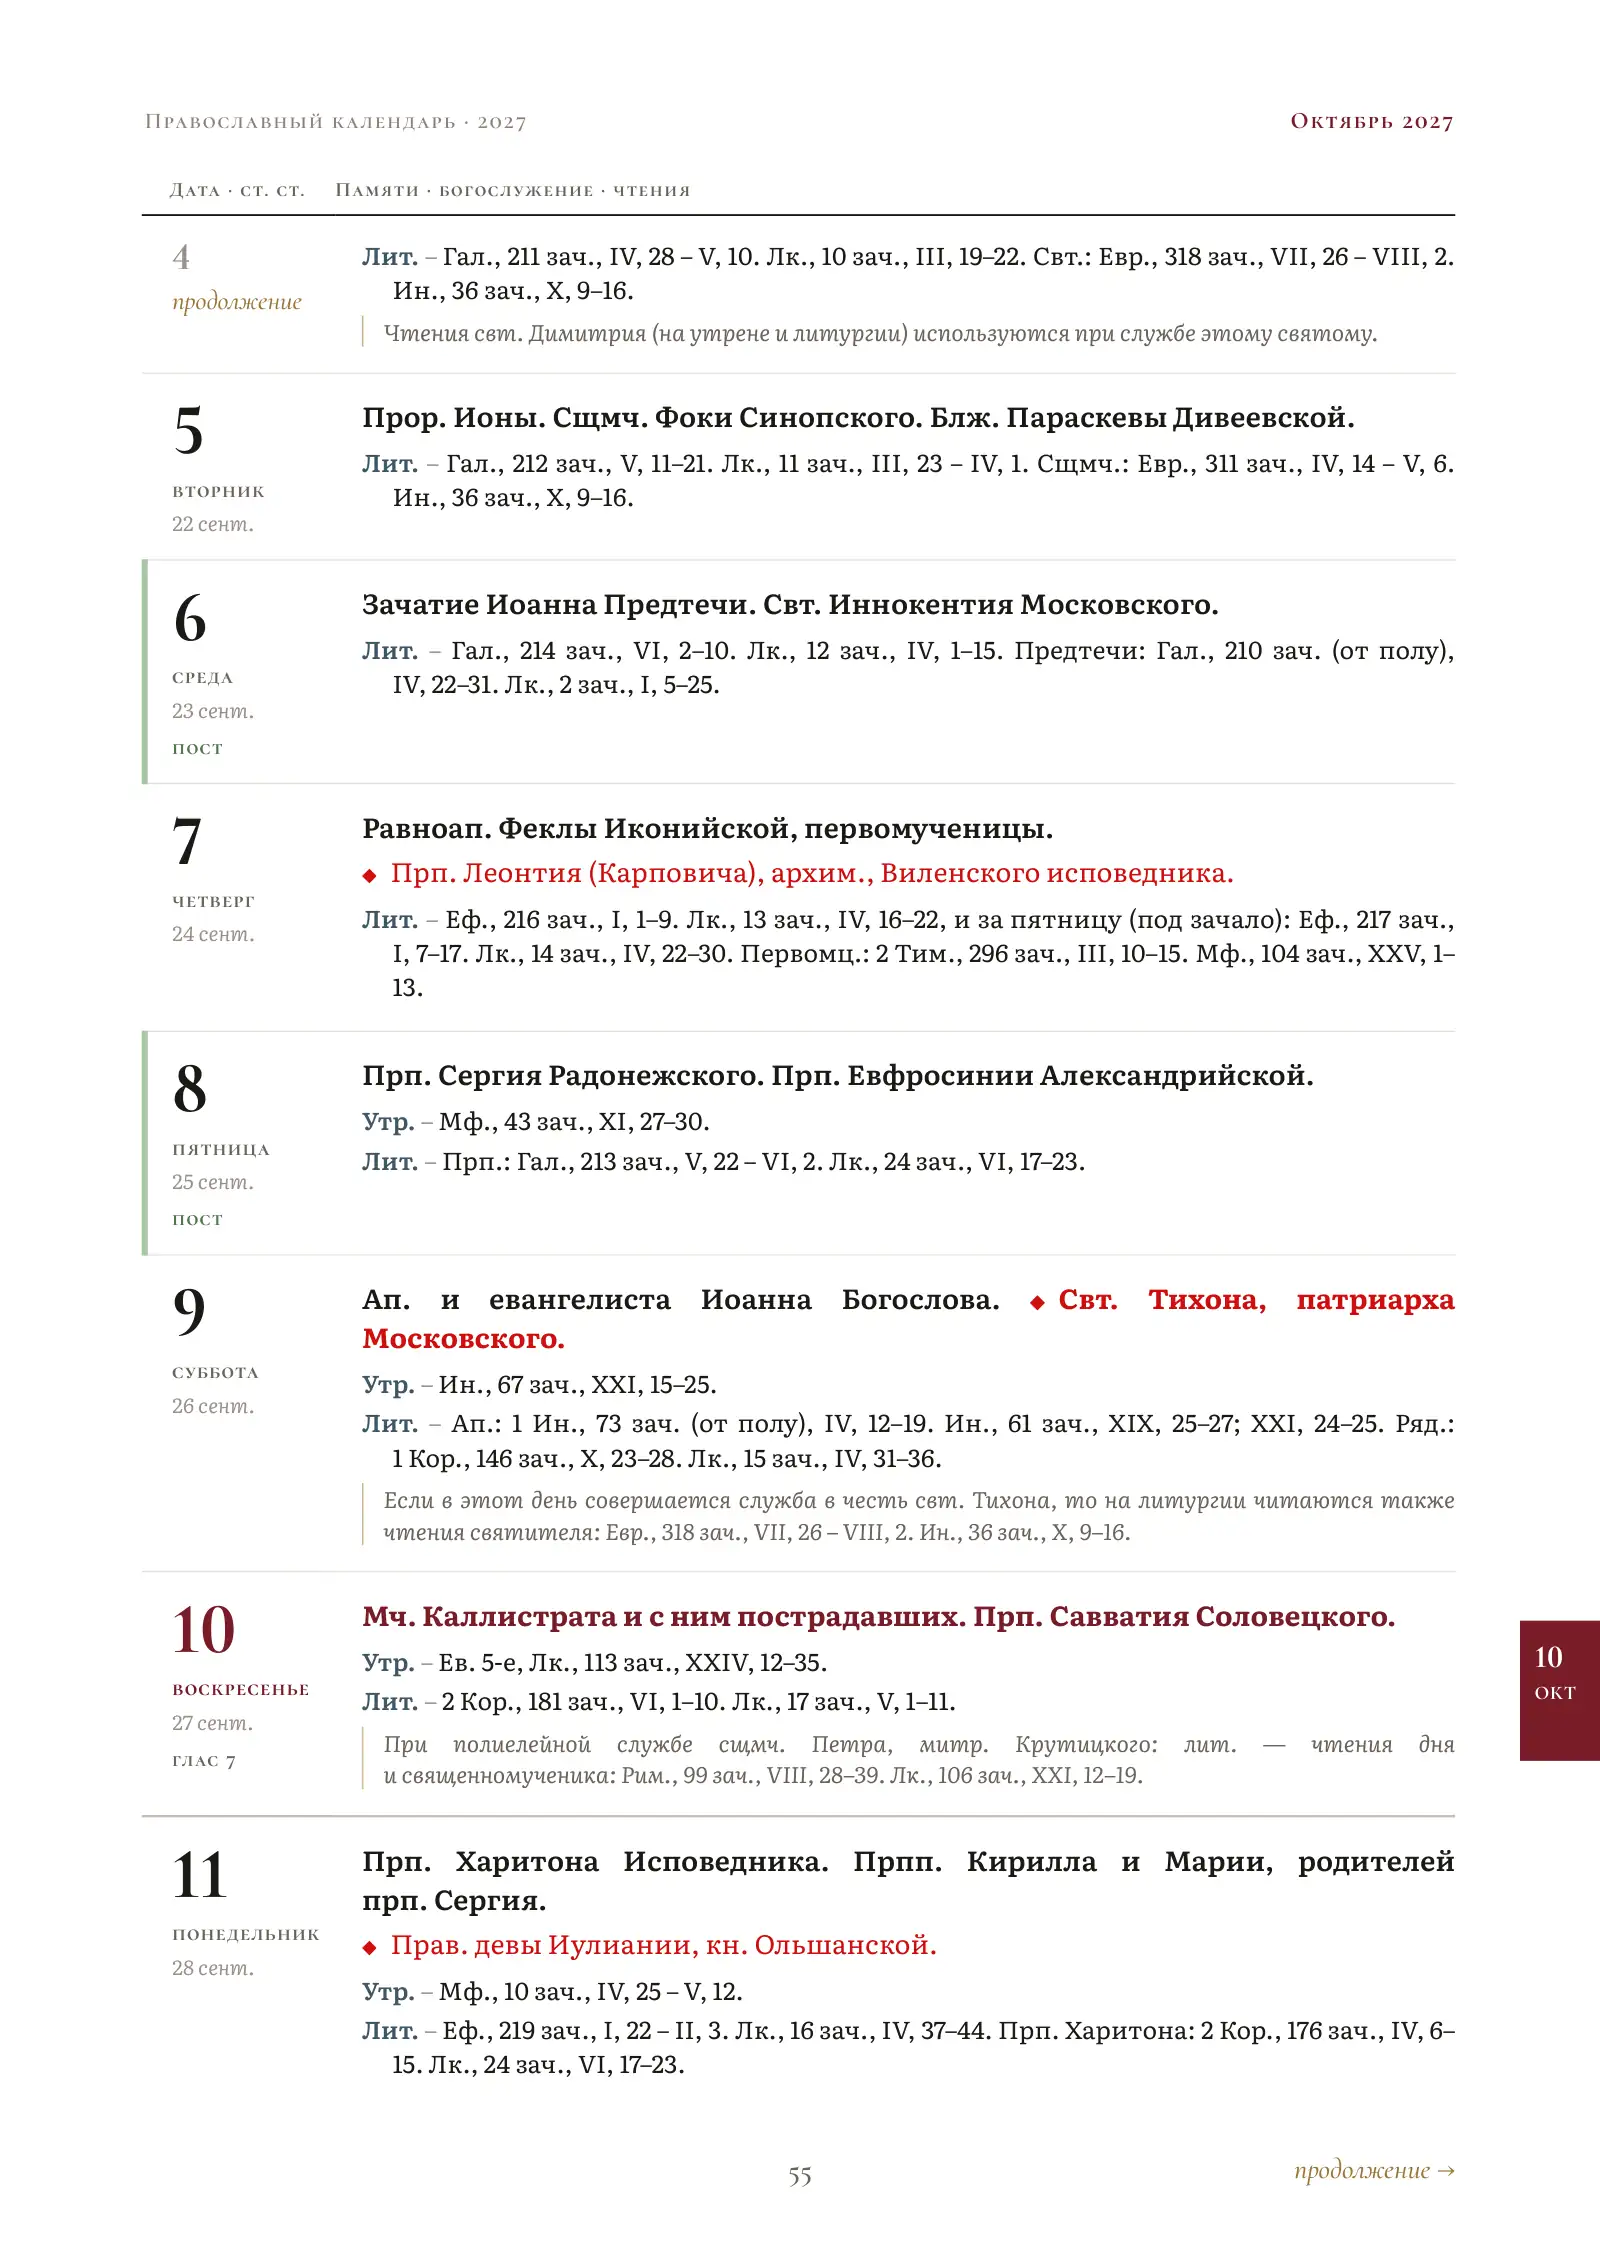 Православный календарь · 2027
Октябрь 2027
Дата · ст. ст. Памяти · богослужение · чтения
4
продолжение
Лит. – Гал., 211 зач., IV, 28 – V, 10. Лк., 10 зач., III, 19–22. Свт.: Евр., 318 зач., VII, 26 – VIII, 2.
Ин., 36 зач., X, 9–16.
Чтения свт. Димитрия (на утрене и литургии) используются при службе этому святому.
5
вторник
22 сент.
Прор. Ионы. Сщмч. Фоки Синопского. Блж. Параскевы Дивеевской.
Лит. – Гал., 212 зач., V, 11–21. Лк., 11 зач., III, 23 – IV, 1. Сщмч.: Евр., 311 зач., IV, 14 – V, 6.
Ин., 36 зач., X, 9–16.
6
среда
23 сент.
пост
Зачатие Иоанна Предтечи. Свт. Иннокентия Московского.
Лит. – Гал., 214 зач., VI, 2–10. Лк., 12 зач., IV, 1–15. Предтечи: Гал., 210 зач. (от полу),
IV, 22–31. Лк., 2 зач., I, 5–25.
7
четверг
24 сент.
Равноап. Феклы Иконийской, первомученицы.
◆ Прп. Леонтия (Карповича), архим., Виленского исповедника.
Лит. – Еф., 216 зач., I, 1–9. Лк., 13 зач., IV, 16–22, и за пятницу (под зачало): Еф., 217 зач.,
I, 7–17. Лк., 14 зач., IV, 22–30. Первомц.: 2 Тим., 296 зач., III, 10–15. Мф., 104 зач., XXV, 1–
13.
8
пятница
25 сент.
пост
Прп. Сергия Радонежского. Прп. Евфросинии Александрийской.
Утр. – Мф., 43 зач., XI, 27–30.
Лит. – Прп.: Гал., 213 зач., V, 22 – VI, 2. Лк., 24 зач., VI, 17–23.
9
суббота
26 сент.
Ап. и евангелиста Иоанна Богослова. ◆ Свт. Тихона, патриарха
Московского.
Утр. – Ин., 67 зач., XXI, 15–25.
Лит. – Ап.: 1 Ин., 73 зач. (от полу), IV, 12–19. Ин., 61 зач., XIX, 25–27; XXI, 24–25. Ряд.:
1 Кор., 146 зач., X, 23–28. Лк., 15 зач., IV, 31–36.
Если в этот день совершается служба в честь свт. Тихона, то на литургии читаются также
чтения святителя: Евр., 318 зач., VII, 26 – VIII, 2. Ин., 36 зач., X, 9–16.
10
воскресенье
27 сент.
глас 7
Мч. Каллистрата и с ним пострадавших. Прп. Савватия Соловецкого.
Утр. – Ев. 5-е, Лк., 113 зач., XXIV, 12–35.
Лит. – 2 Кор., 181 зач., VI, 1–10. Лк., 17 зач., V, 1–11.
При полиелейной службе сщмч. Петра, митр. Крутицкого: лит. — чтения дня
и священномученика: Рим., 99 зач., VIII, 28–39. Лк., 106 зач., XXI, 12–19.
10
окт
11
понедельник
28 сент.
Прп. Харитона Исповедника. Прпп. Кирилла и Марии, родителей
прп. Сергия.
◆ Прав. девы Иулиании, кн. Ольшанской.
Утр. – Мф., 10 зач., IV, 25 – V, 12.
Лит. – Еф., 219 зач., I, 22 – II, 3. Лк., 16 зач., IV, 37–44. Прп. Харитона: 2 Кор., 176 зач., IV, 6–
15. Лк., 24 зач., VI, 17–23.
55
продолжение →